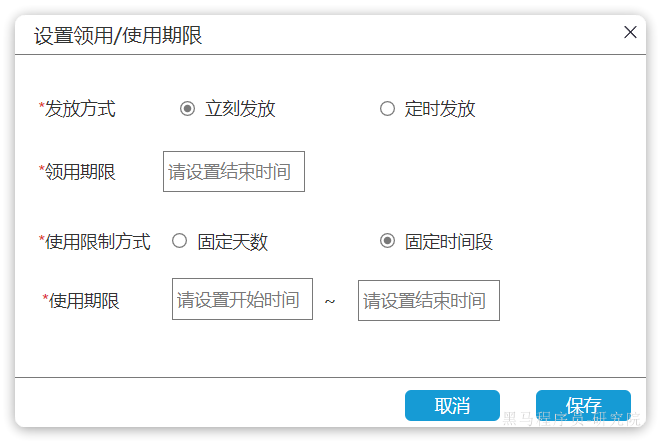 设置领用/使用期限
*发放方式 立刻发放 定时发放
*领用期限 请设置结束时间
*使用限制方式 固定天数 固定时间段
*使用期限 请设置开始时间 ~ 请设置结束时间
取消 保存
黑马程序员-研究院